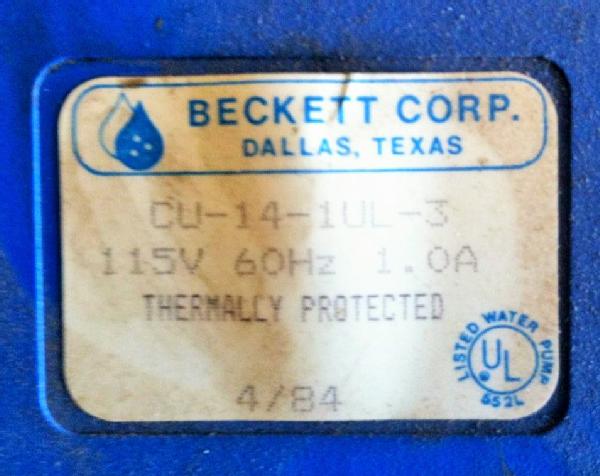 BECKETT CORP.
DALLAS, TEXAS
CU-14-1UL-3
115V 60Hz 1.0A
THERMALLY PROTECTED
4/84
LISTED WATER PUMP
UL
®
552L